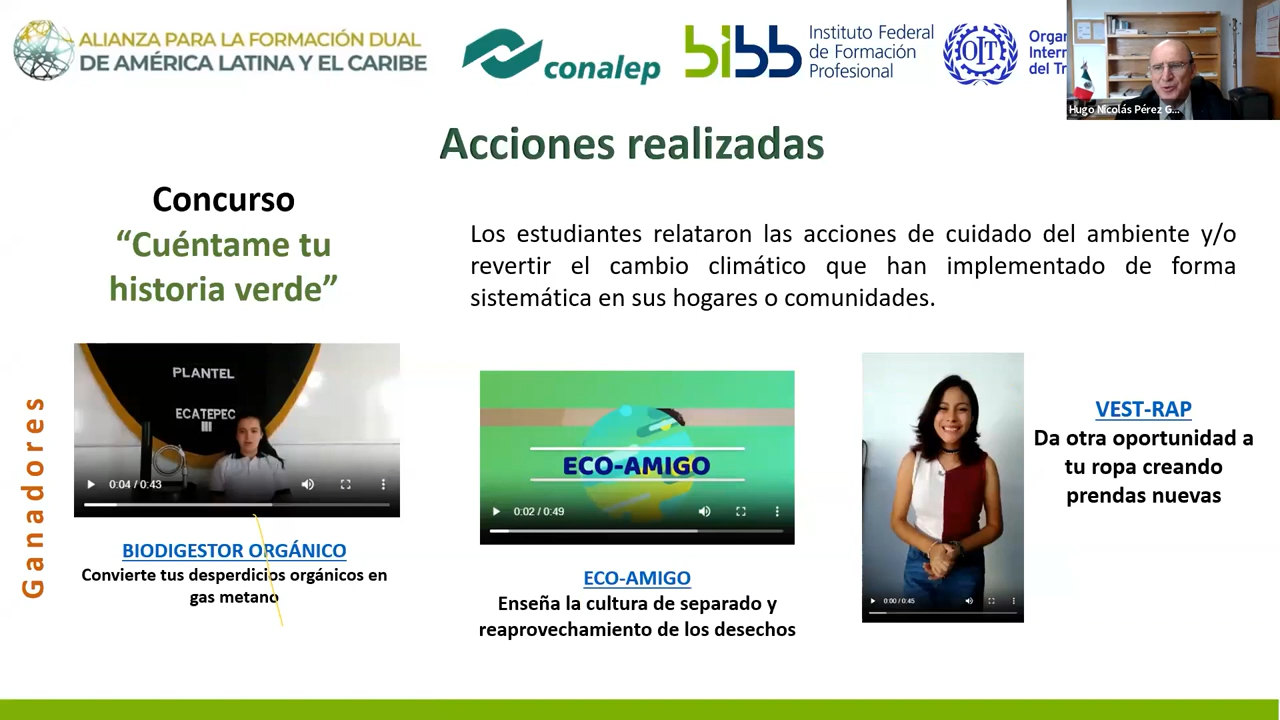 ALIANZA PARA LA FORMACIÓN DUAL
DE AMÉRICA LATINA Y EL CARIBE
conalep
bibb
Instituto Federal
de Formación
Profesional
OIT
Hugo Nicolás Pérez G...
Acciones realizadas
Concurso
“Cuéntame tu
historia verde”
Los estudiantes relataron las acciones de cuidado del ambiente y/o
revertir el cambio climático que han implementado de forma
sistemática en sus hogares o comunidades.
Ganadores
PLANTEL
ECATEPEC
III
0:04 / 0:43
BIODIGESTOR ORGÁNICO
Convierte tus desperdicios orgánicos en
gas metano
ECO-AMIGO
0:02 / 0:49
ECO-AMIGO
Enseña la cultura de separado y
reaprovechamiento de los desechos
0:00 / 0:45
VEST-RAP
Da otra oportunidad a
tu ropa creando
prendas nuevas